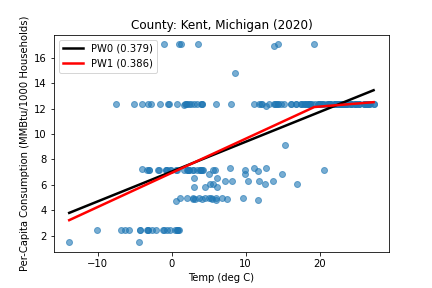 County: Kent, Michigan (2020)
PW0 (0.379)
PW1 (0.386)
Per-Capita Consumption (MMBtu/1000 Households)
16
14
12
10
8
6
4
2
−10
0
10
20
Temp (deg C)